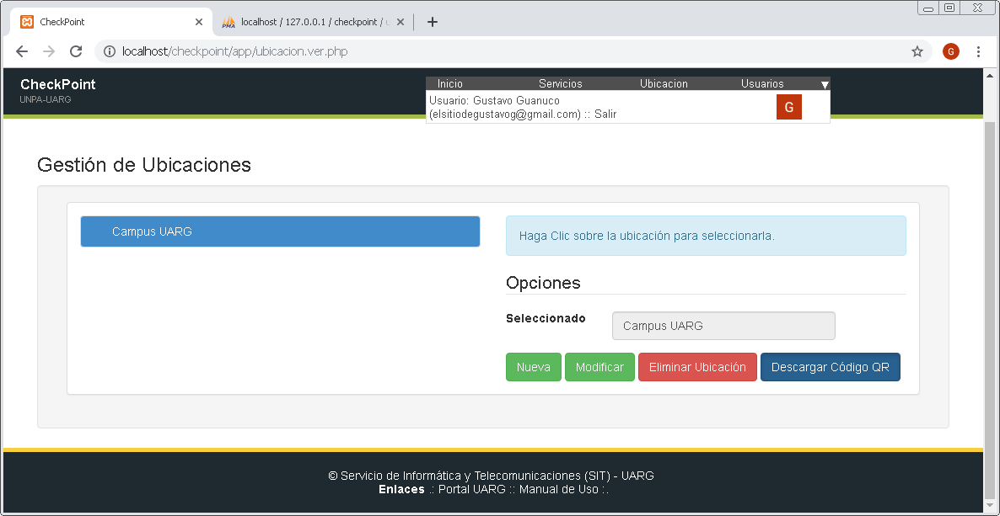 CheckPoint
localhost / 127.0.0.1 / checkpoint /
localhost/checkpoint/app/ubicacion.ver.php
G
CheckPoint
UNPA-UARG
Inicio Servicios Ubicacion Usuarios ▼
Usuario: Gustavo Guanuco
(elsitiodegustavog@gmail.com) :: Salir
G
Gestión de Ubicaciones
Campus UARG
Haga Clic sobre la ubicación para seleccionarla.
Opciones
Seleccionado Campus UARG
Nueva Modificar Eliminar Ubicación Descargar Código QR
© Servicio de Informática y Telecomunicaciones (SIT) - UARG
Enlaces .: Portal UARG :: Manual de Uso :.